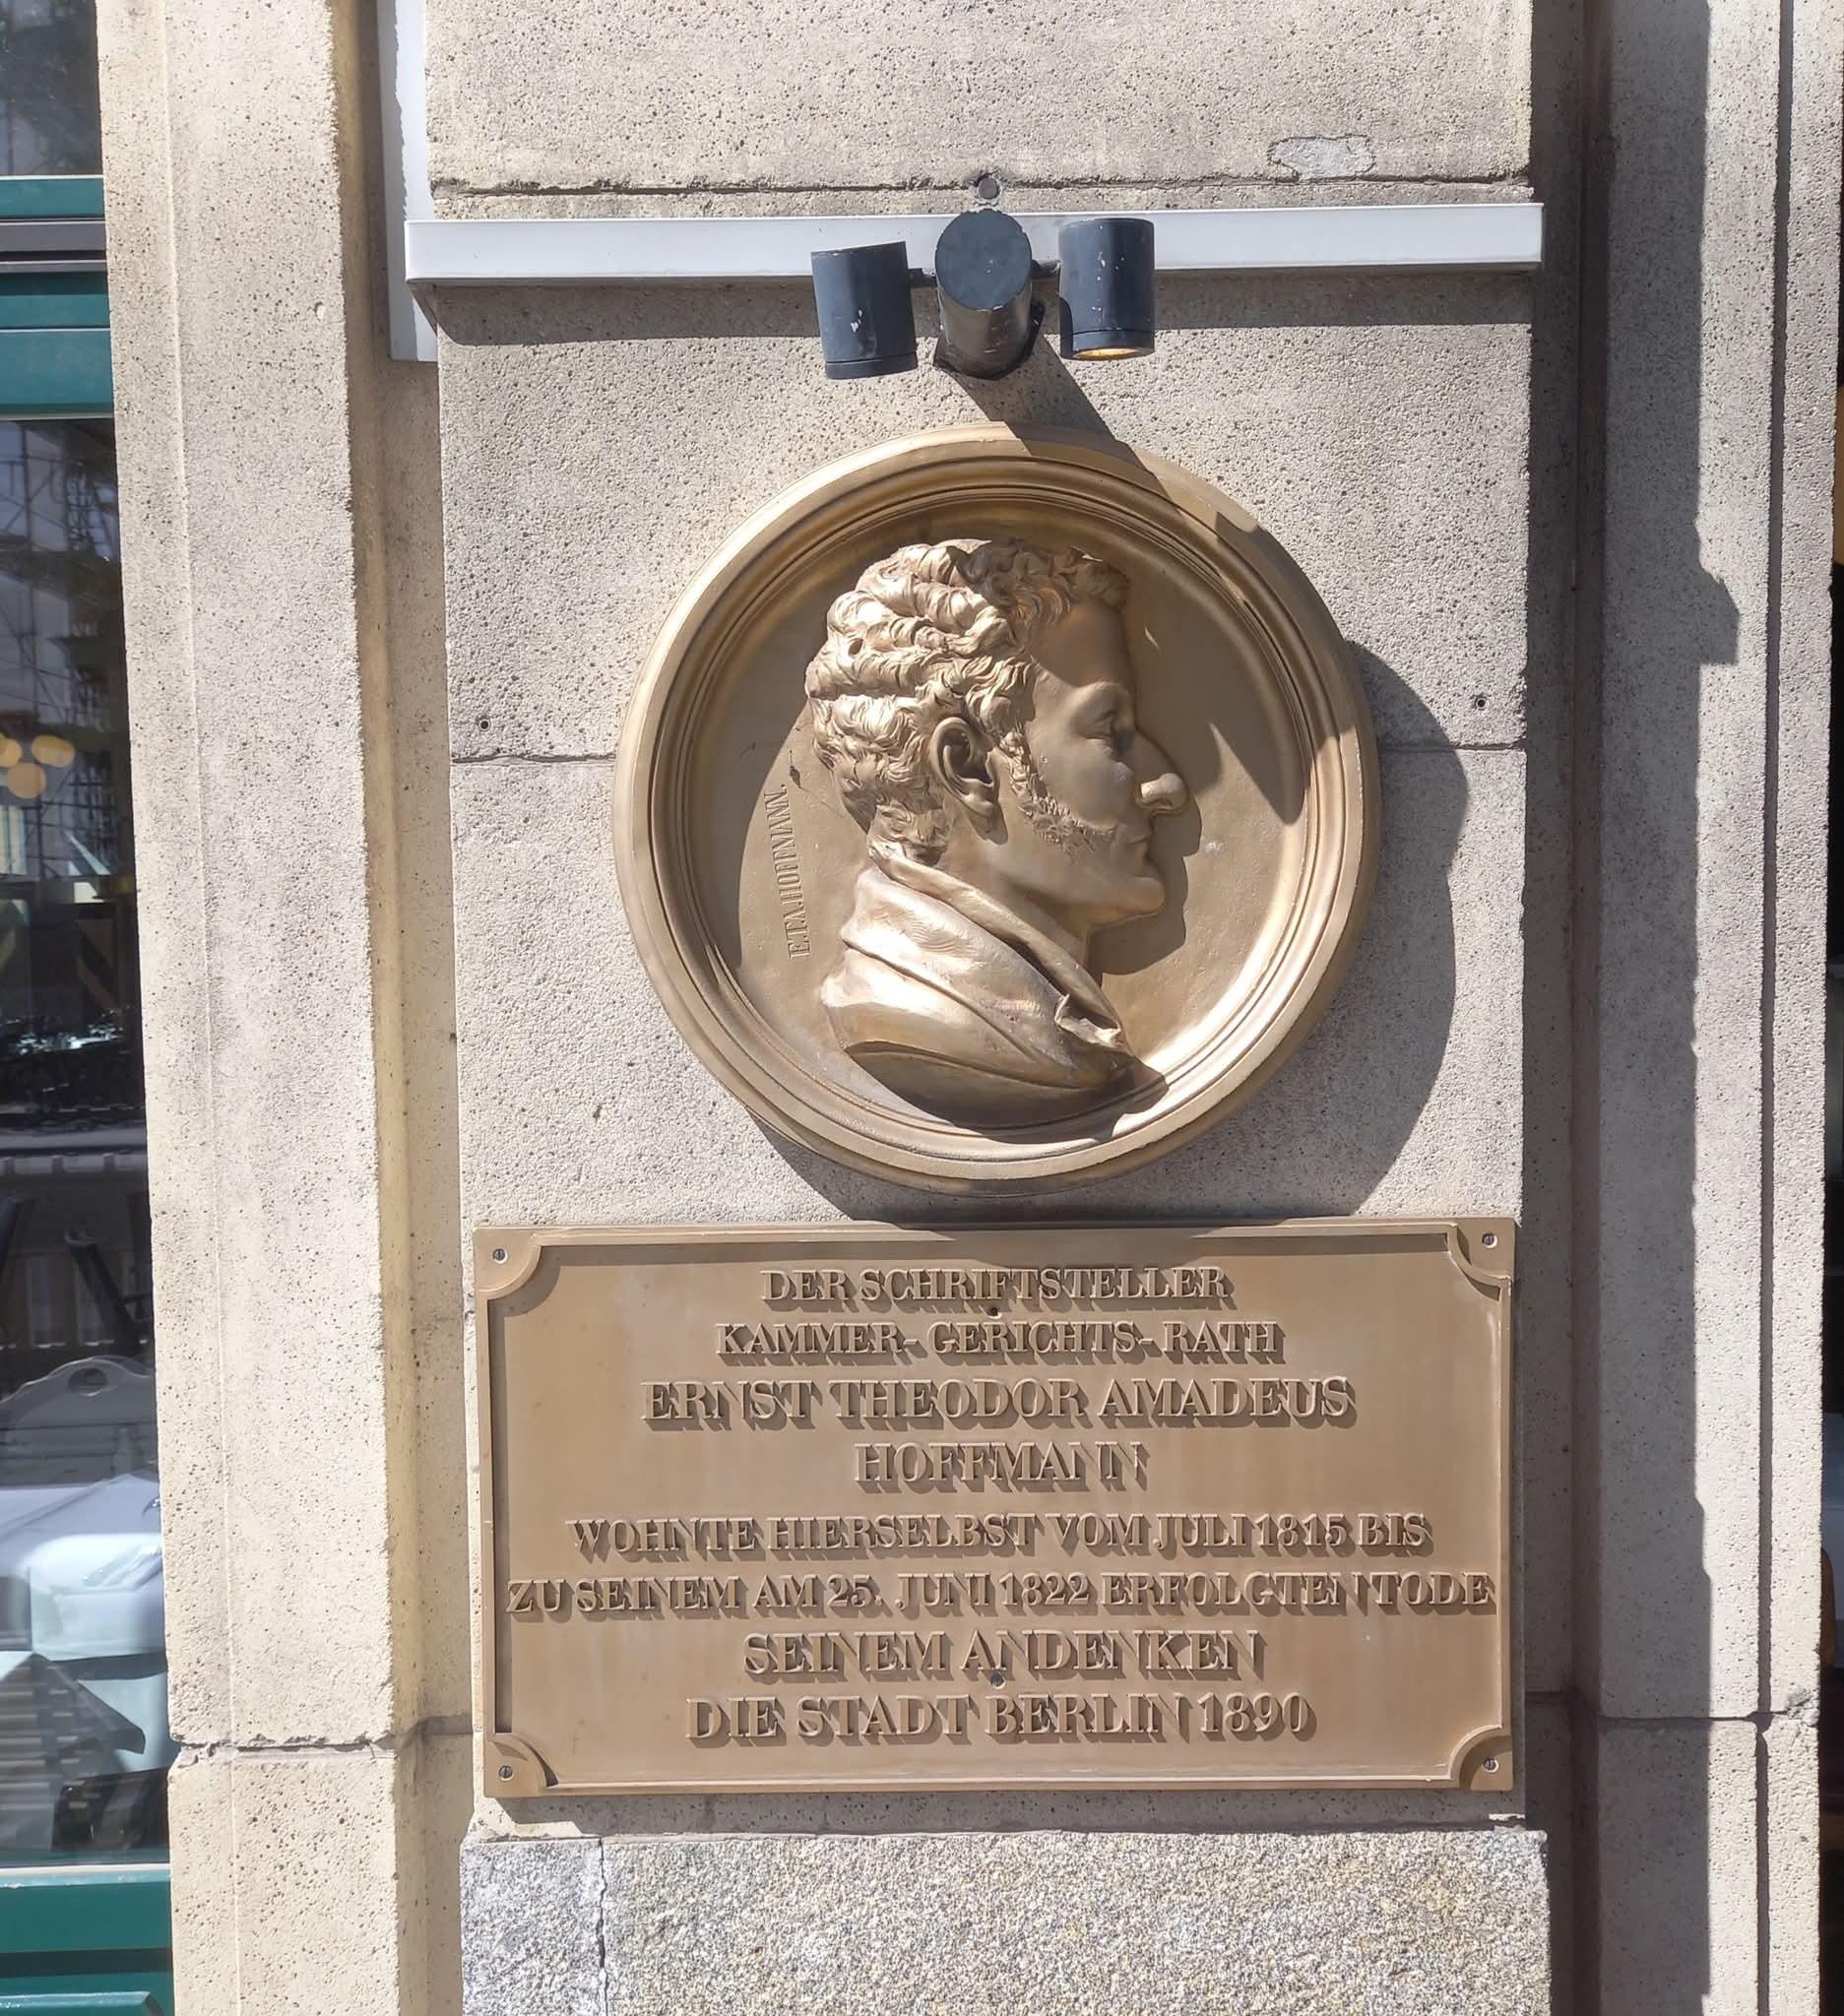 E.T.A. HOFFMANN.
DER SCHRIFTSTELLER
KAMMER-GERICHTS-RATH
ERNST THEODOR AMADEUS
HOFFMANN
WOHNTE HIERSELBST VOM JULI 1815 BIS
ZU SEINEM AM 25. JUNI 1822 ERFOLGTEN TODE
SEINEM ANDENKEN
DIE STADT BERLIN 1890